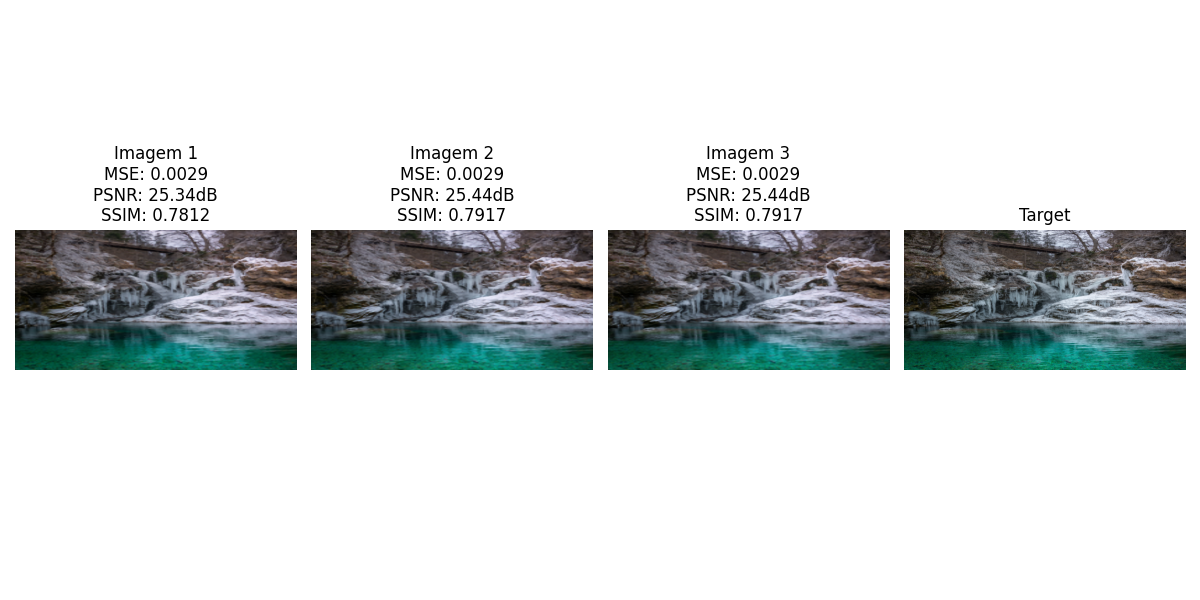 Imagem 1
MSE: 0.0029
PSNR: 25.34dB
SSIM: 0.7812
Imagem 2
MSE: 0.0029
PSNR: 25.44dB
SSIM: 0.7917
Imagem 3
MSE: 0.0029
PSNR: 25.44dB
SSIM: 0.7917
Target